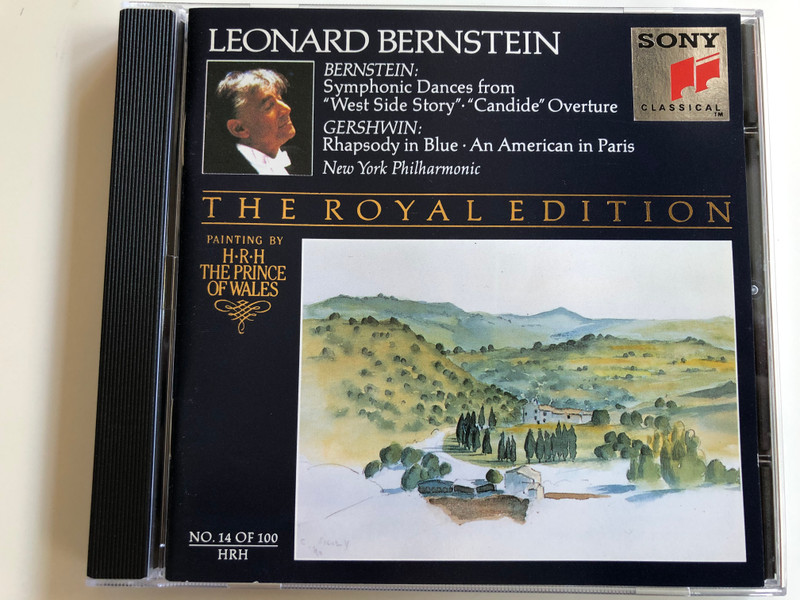 LEONARD BERNSTEIN
BERNSTEIN:
Symphonic Dances from
"West Side Story"· "Candide" Overture
GERSHWIN:
Rhapsody in Blue · An American in Paris
New York Philharmonic
SONY
CLASSICAL™
THE ROYAL EDITION
PAINTING BY
H·R·H
THE PRINCE
OF WALES
NO. 14 OF 100
HRH